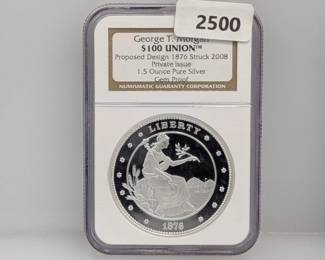 2500
George T. Morgan
$100 UNION™
Proposed Design 1876 Struck 2008
Private Issue
1.5 Ounce Pure Silver
Gem Proof
NUMISMATIC GUARANTY CORPORATION
LIBERTY
1876